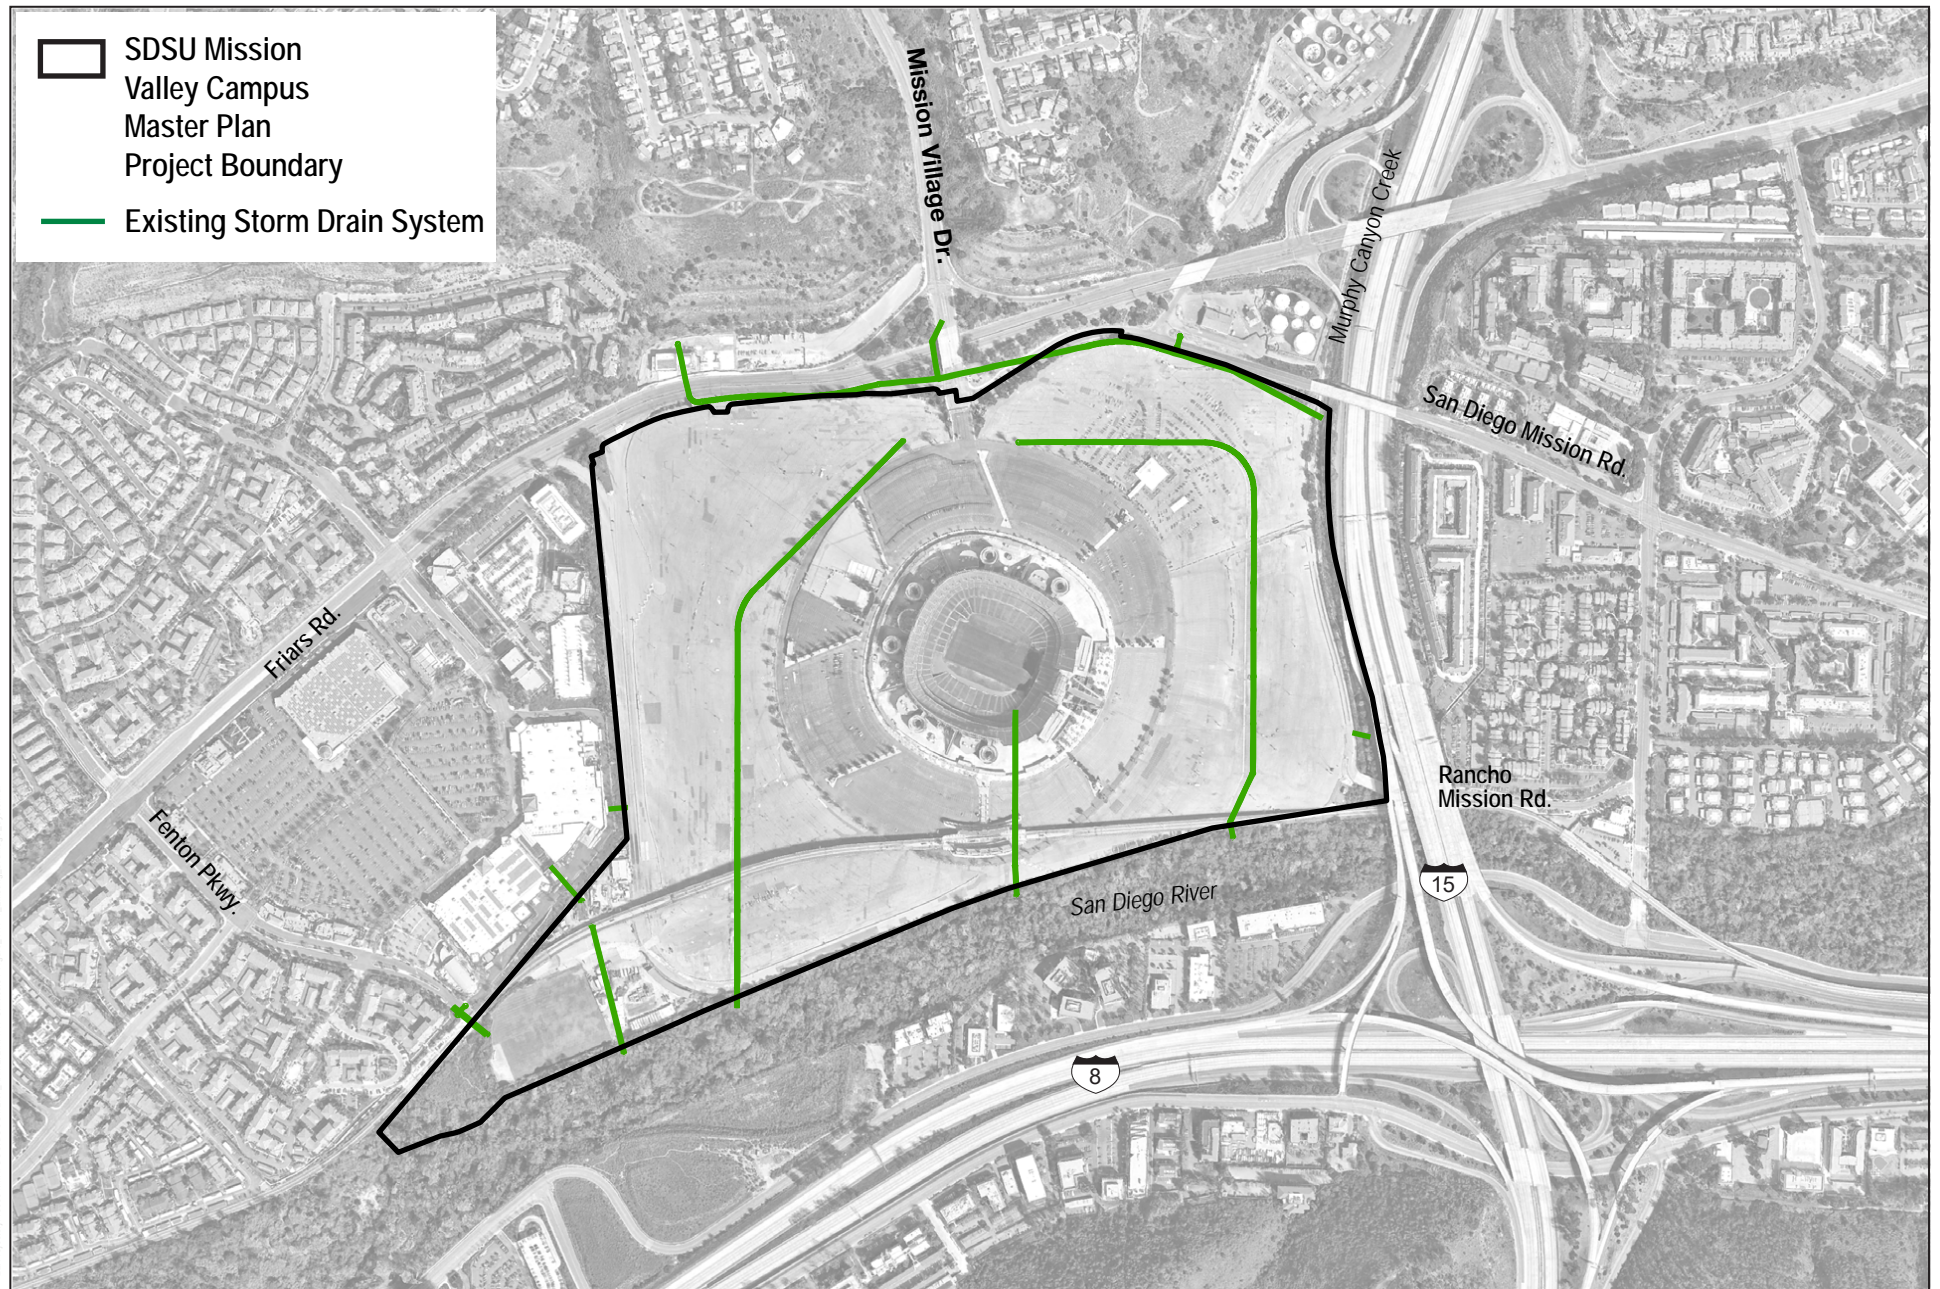 SDSU Mission
Valley Campus
Master Plan
Project Boundary
Existing Storm Drain System
Mission Village Dr.
Murphy Canyon Creek
San Diego Mission Rd.
Friars Rd.
Fenton Pkwy.
Rancho
Mission Rd.
15
San Diego River
8